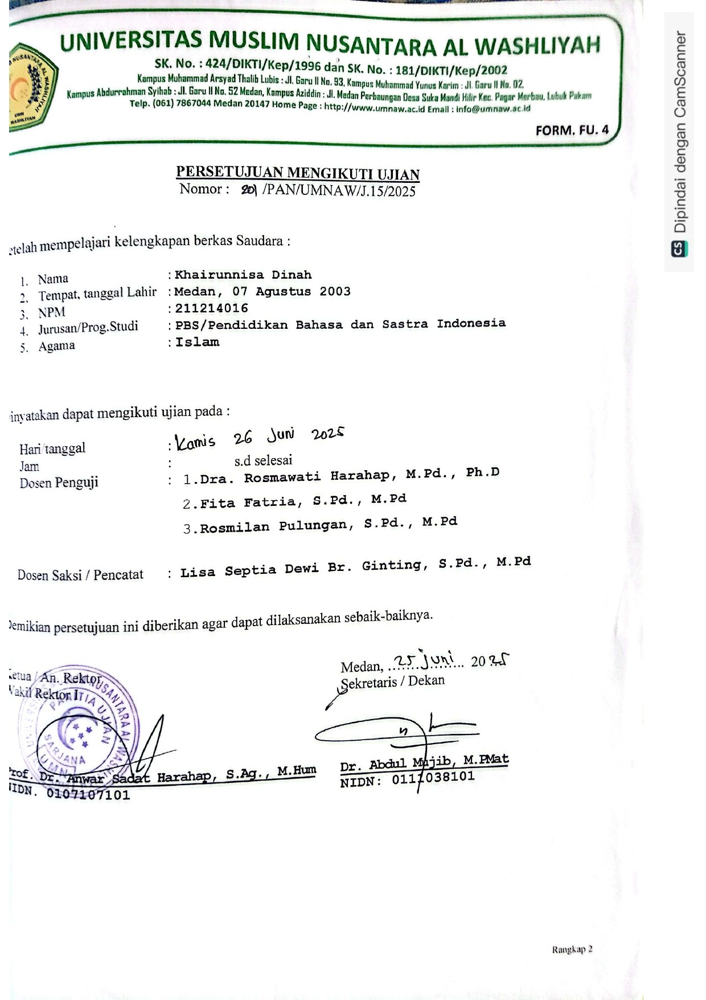 UNIVERSITAS MUSLIM NUSANTARA AL WASHLIYAH
SK. No. : 424/DIKTI/Kep/1996 dan SK. No. : 181/DIKTI/Kep/2002
Kampus Muhammad Arsyad Thalib Lubis : Jl. Garu II No. 93, Kampus Muhammad Yunus Karim : Jl. Garu II No. 02,
Kampus Abdurrahman Syihab : Jl. Garu II No. 52 Medan, Kampus Aziddin : Jl. Medan Perbaungan Desa Suka Mandi Hilir Kec. Pagar Merbau, Lubuk Pakam
Telp. (061) 7867044 Medan 20147 Home Page : http://www.umnaw.ac.id Email : info@umnaw.ac.id
FORM. FU. 4
UMN
WASHLIYAH
PERSETUJUAN MENGIKUTI UJIAN
Nomor : 201 /PAN/UMNAW/J.15/2025
etelah mempelajari kelengkapan berkas Saudara :
1. Nama : Khairunnisa Dinah
2. Tempat, tanggal Lahir : Medan, 07 Agustus 2003
3. NPM : 211214016
4. Jurusan/Prog.Studi : PBS/Pendidikan Bahasa dan Sastra Indonesia
5. Agama : Islam
inyatakan dapat mengikuti ujian pada :
Hari/tanggal : Kamis 26 Juni 2025
Jam : s.d selesai
Dosen Penguji : 1.Dra. Rosmawati Harahap, M.Pd., Ph.D
2.Fita Fatria, S.Pd., M.Pd
3.Rosmilan Pulungan, S.Pd., M.Pd
Dosen Saksi / Pencatat : Lisa Septia Dewi Br. Ginting, S.Pd., M.Pd
Demikian persetujuan ini diberikan agar dapat dilaksanakan sebaik-baiknya.
Medan, 25 Juni 2025
Ketua / An. Rektor,
Wakil Rektor I
Sekretaris / Dekan
PANITIA UJIAN
SARJANA
UMN
Prof. Dr. Anwar Sadat Harahap, S.Ag., M.Hum
NIDN. 0107107101
Dr. Abdul Mujib, M.PMat
NIDN: 0111038101
Rangkap 2
CS Dipindai dengan CamScanner